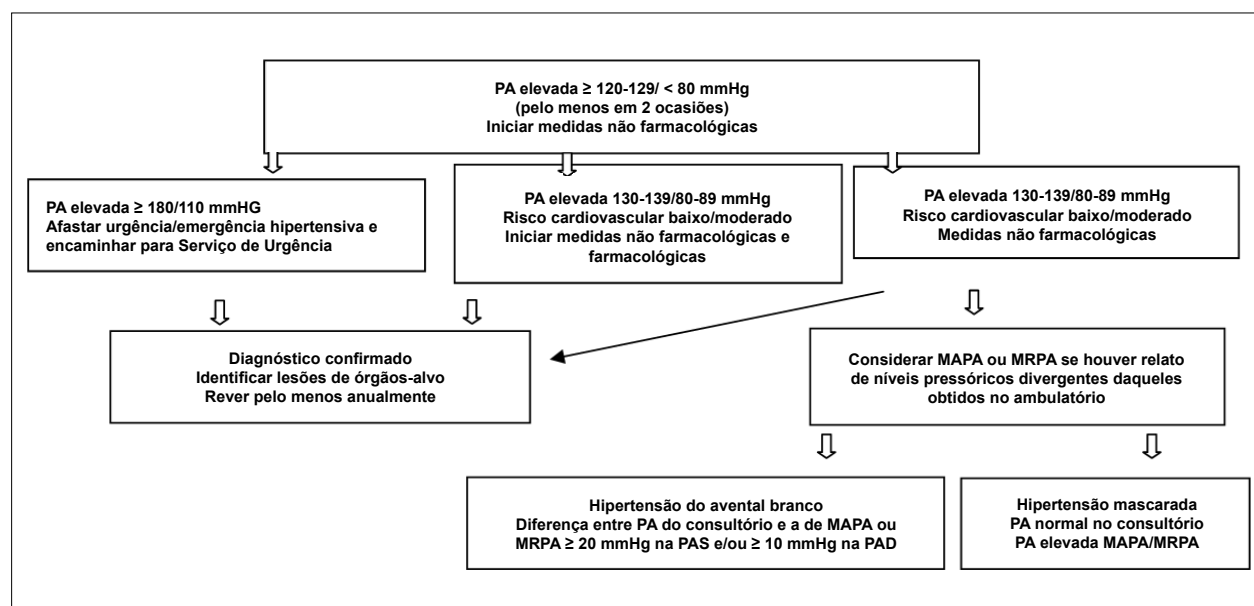 PA elevada ≥ 120-129/ < 80 mmHg
(pelo menos em 2 ocasiões)
Iniciar medidas não farmacológicas
PA elevada ≥ 180/110 mmHG
Afastar urgência/emergência hipertensiva e
encaminhar para Serviço de Urgência
PA elevada 130-139/80-89 mmHg
Risco cardiovascular baixo/moderado
Iniciar medidas não farmacológicas e
farmacológicas
PA elevada 130-139/80-89 mmHg
Risco cardiovascular baixo/moderado
Medidas não farmacológicas
Diagnóstico confirmado
Identificar lesões de órgãos-alvo
Rever pelo menos anualmente
Considerar MAPA ou MRPA se houver relato
de níveis pressóricos divergentes daqueles
obtidos no ambulatório
Hipertensão do avental branco
Diferença entre PA do consultório e a de MAPA ou
MRPA ≥ 20 mmHg na PAS e/ou ≥ 10 mmHg na PAD
Hipertensão mascarada
PA normal no consultório
PA elevada MAPA/MRPA